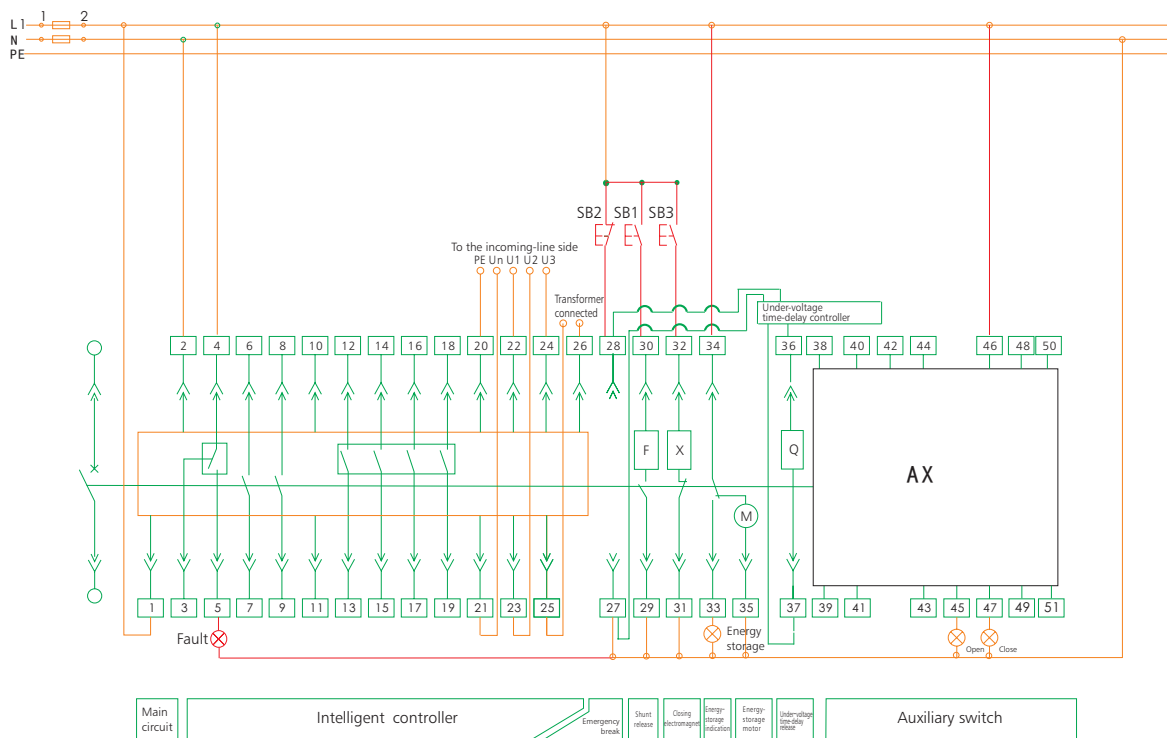 1 2
L1
N
PE
SB2 SB1 SB3
To the incoming-line side
PE Un U1 U2 U3
Transformer
connected
Under-voltage
time-delay controller
2 4 6 8 10 12 14 16 18 20 22 24 26 28 30 32 34 36 38 40 42 44 46 48 50
F X Q
AX
M
1 3 5 7 9 11 13 15 17 19 21 23 25 27 29 31 33 35 37 39 41 43 45 47 49 51
Fault
Energy
storage
Open Close
Main
circuit
Intelligent controller
Emergency
break
Shunt
release
Closing
electromagnet
Energy-
storage
indication
Energy-
storage
motor
Under-voltage
time-delay
release
Auxiliary switch